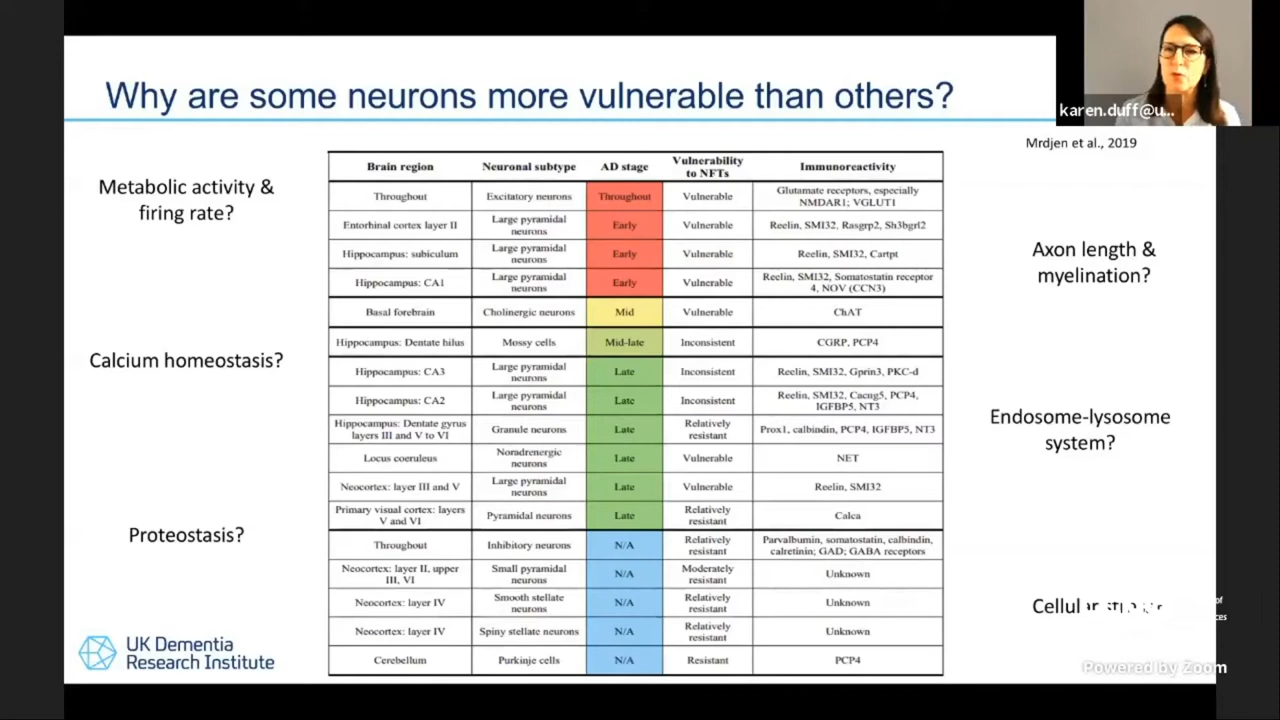 Why are some neurons more vulnerable than others?
karen.duff@u...
Mrdjen et al., 2019
Metabolic activity &
firing rate?
Calcium homeostasis?
Proteostasis?
Brain region Neuronal subtype AD stage Vulnerability to NFTs Immunoreactivity
Throughout Excitatory neurons Throughout Vulnerable Glutamate receptors, especially NMDAR1; VGLUT1
Entorhinal cortex layer II Large pyramidal neurons Early Vulnerable Reelin, SMI32, Rasgrp2, Sh3bgrl2
Hippocampus: subiculum Large pyramidal neurons Early Vulnerable Reelin, SMI32, Cartpt
Hippocampus: CA1 Large pyramidal neurons Early Vulnerable Reelin, SMI32, Somatostatin receptor 4, NOV (CCN3)
Basal forebrain Cholinergic neurons Mid Vulnerable ChAT
Hippocampus: Dentate hilus Mossy cells Mid-late Inconsistent CGRP, PCP4
Hippocampus: CA3 Large pyramidal neurons Late Inconsistent Reelin, SMI32, Gprin3, PKC-d
Hippocampus: CA2 Large pyramidal neurons Late Inconsistent Reelin, SMI32, Cacng5, PCP4, IGFBP5, NT3
Hippocampus: Dentate gyrus layers III and V to VI Granule neurons Late Relatively resistant Prox1, calbindin, PCP4, IGFBP5, NT3
Locus coeruleus Noradrenergic neurons Late Vulnerable NET
Neocortex: layer III and V Large pyramidal neurons Late Vulnerable Reelin, SMI32
Primary visual cortex: layers V and VI Pyramidal neurons Late Relatively resistant Calca
Throughout Inhibitory neurons N/A Relatively resistant Parvalbumin, somatostatin, calbindin, calretinin; GAD; GABA receptors
Neocortex: layer II, upper III, VI Small pyramidal neurons N/A Moderately resistant Unknown
Neocortex: layer IV Smooth stellate neurons N/A Relatively resistant Unknown
Neocortex: layer IV Spiny stellate neurons N/A Relatively resistant Unknown
Cerebellum Purkinje cells N/A Resistant PCP4
Axon length &
myelination?
Endosome-lysosome
system?
Cellular
of
UK Dementia
Research Institute
Powered by Zoom